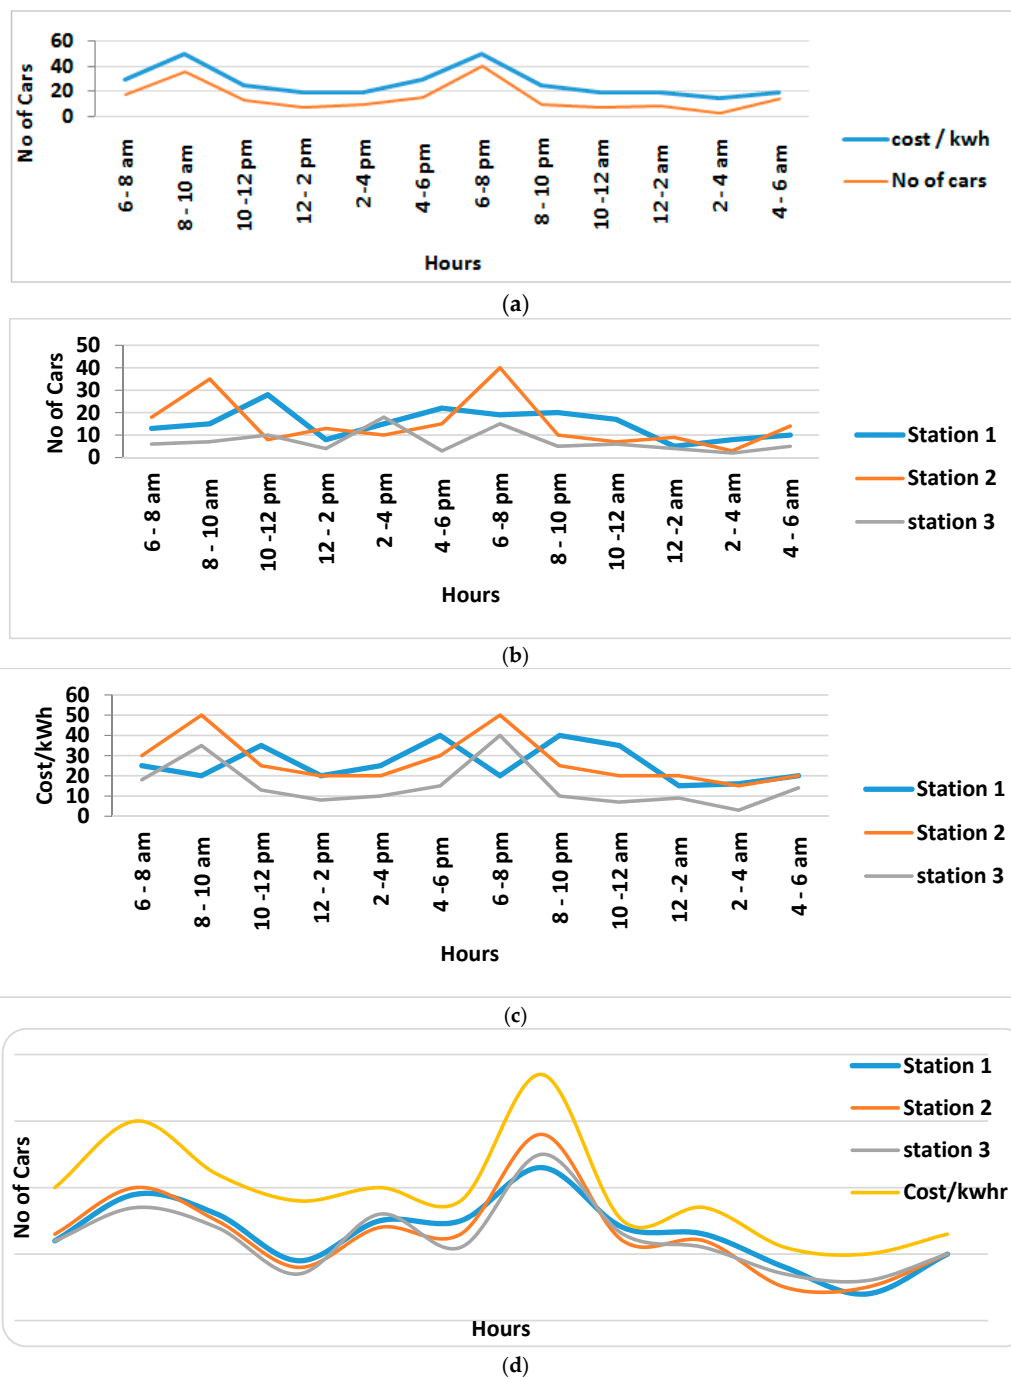 60
40
20
0
No of Cars
6 - 8 am
8 - 10 am
10 -12 pm
12 - 2 pm
2 -4 pm
4 -6 pm
6 -8 pm
8 - 10 pm
10 -12 am
12 -2 am
2 - 4 am
4 - 6 am
Hours
cost / kwh
No of cars
(a)
50
40
30
20
10
0
No of Cars
6 - 8 am
8 - 10 am
10 -12 pm
12 - 2 pm
2 -4 pm
4 -6 pm
6 -8 pm
8 - 10 pm
10 -12 am
12 -2 am
2 - 4 am
4 - 6 am
Hours
Station 1
Station 2
station 3
(b)
60
50
40
30
20
10
0
Cost/kWh
6 - 8 am
8 - 10 am
10 -12 pm
12 - 2 pm
2 -4 pm
4 -6 pm
6 -8 pm
8 - 10 pm
10 -12 am
12 -2 am
2 - 4 am
4 - 6 am
Hours
Station 1
Station 2
station 3
(c)
No of Cars
Hours
Station 1
Station 2
station 3
Cost/kwhr
(d)